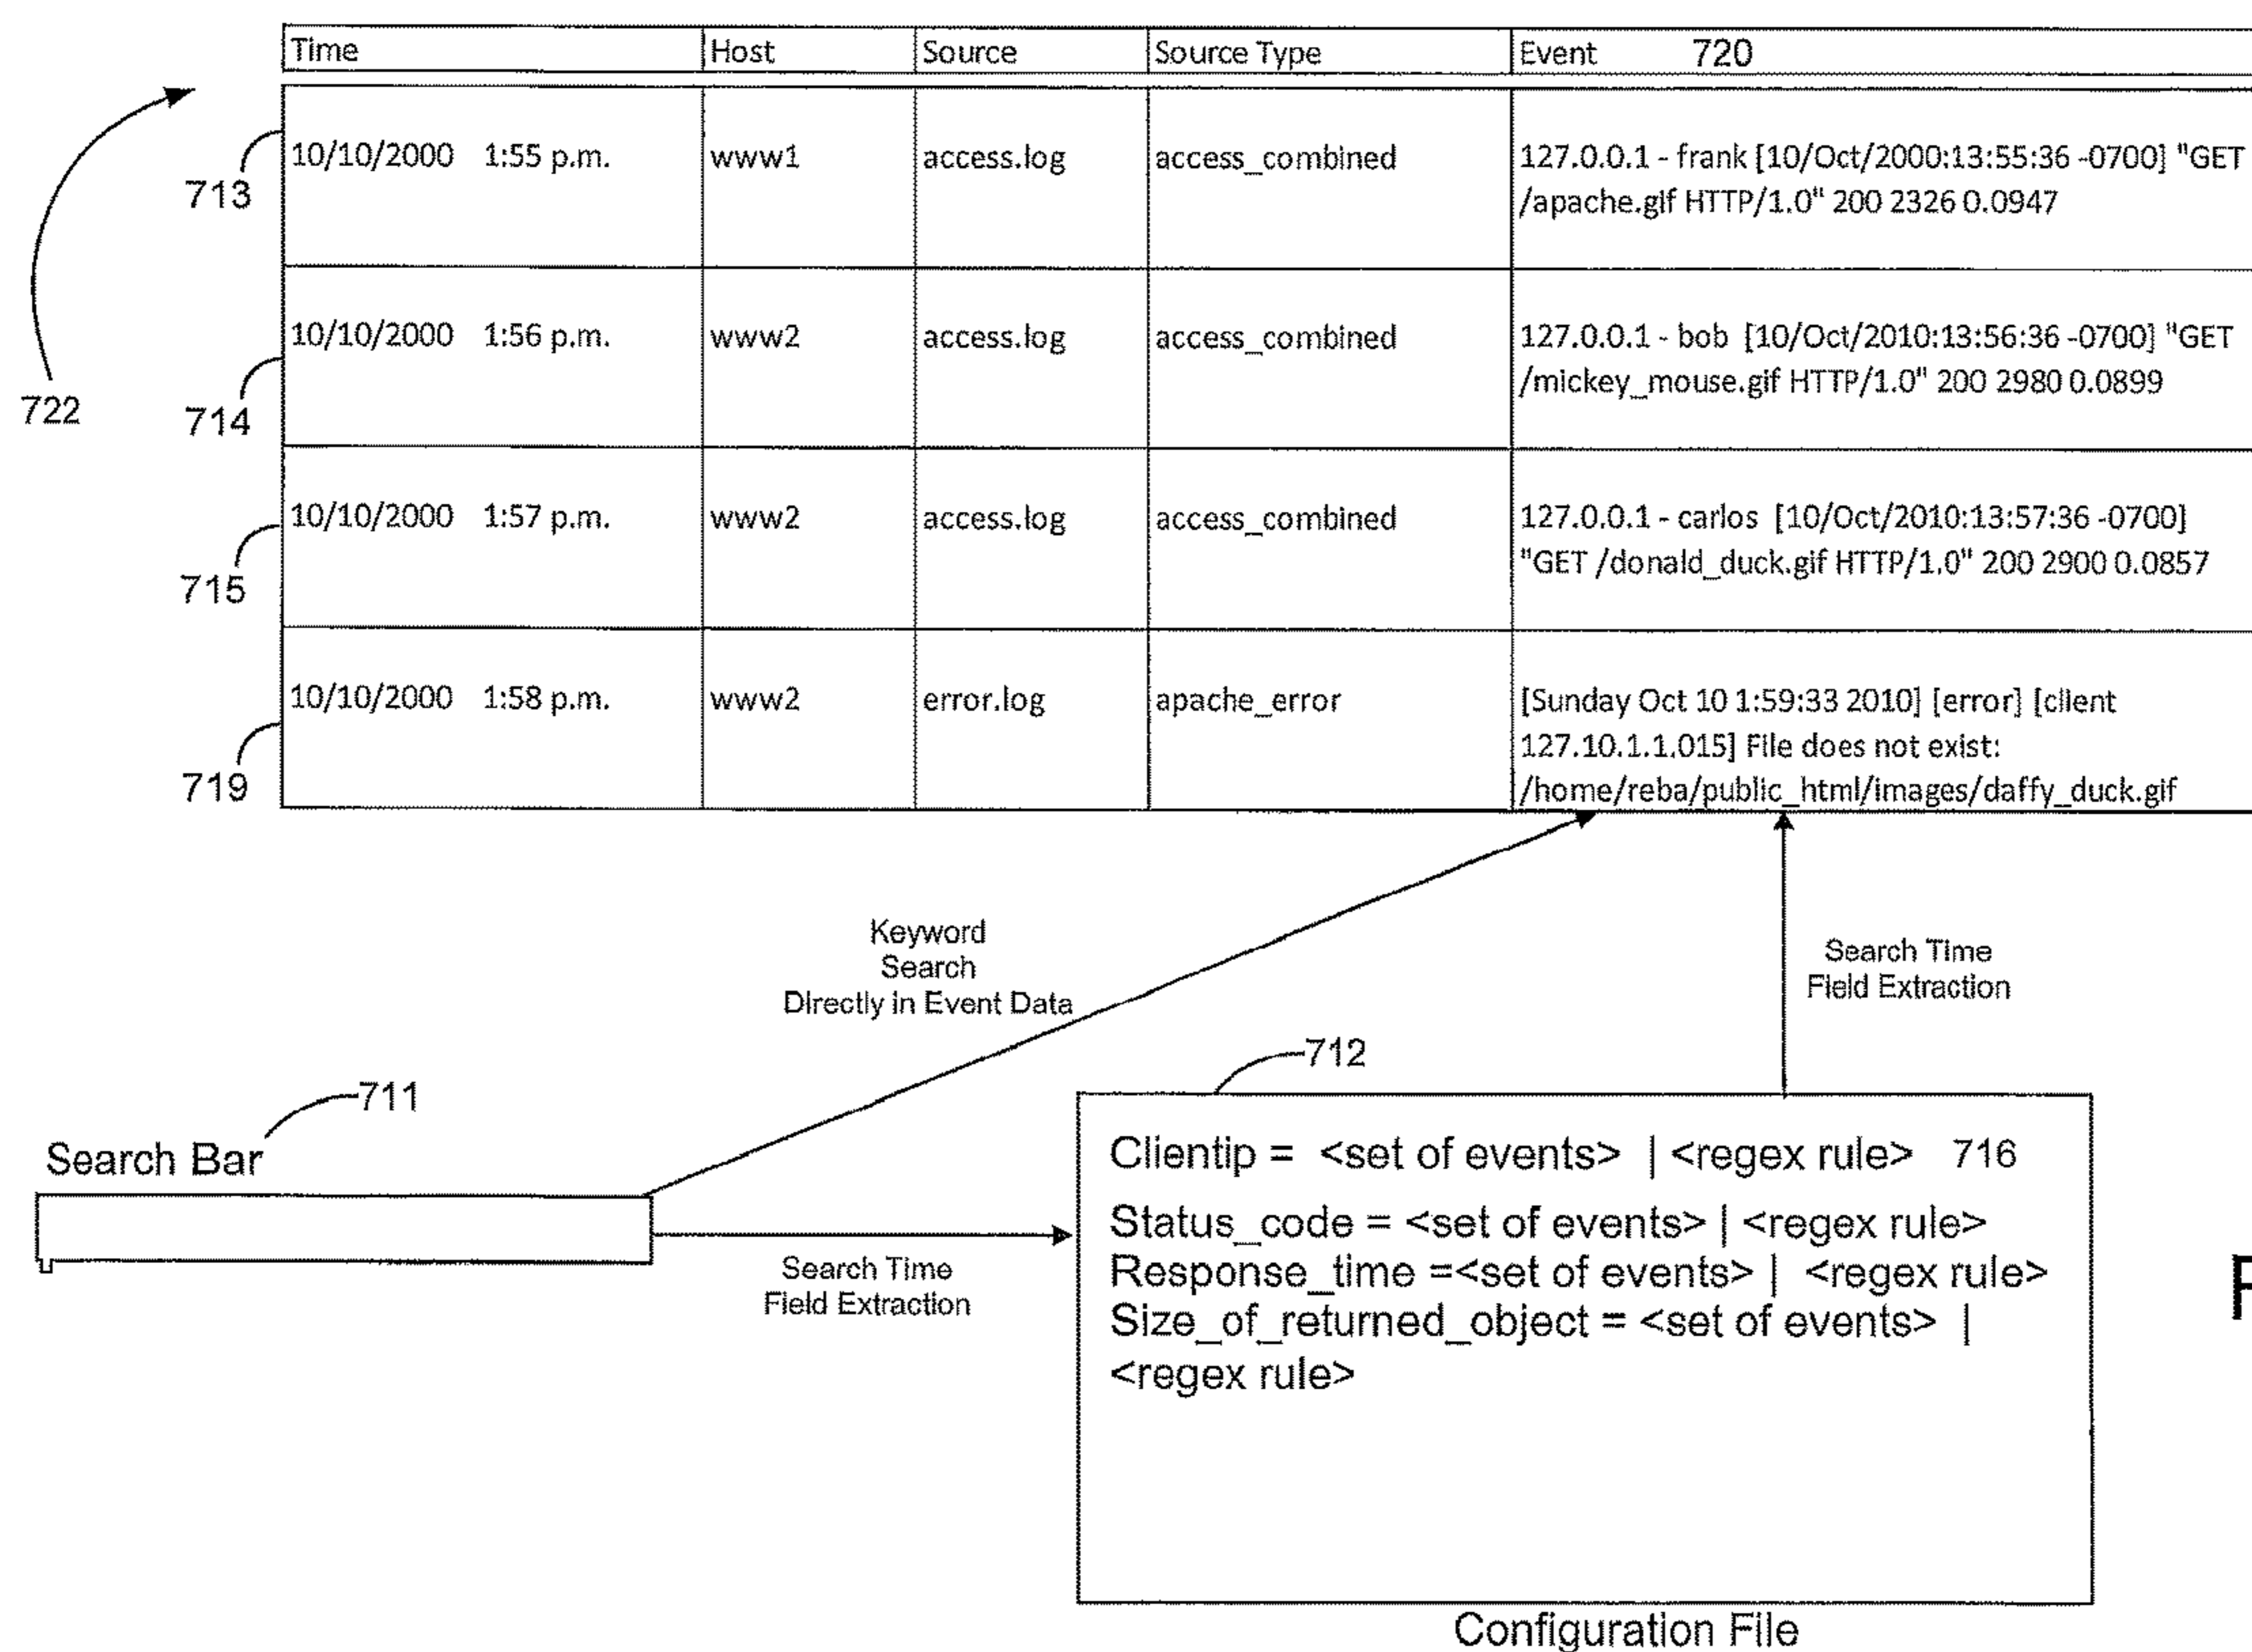 Time Host Source Source Type Event 720
713
10/10/2000 1:55 p.m. www1 access.log access_combined 127.0.0.1 - frank [10/Oct/2000:13:55:36 -0700] "GET
/apache.gif HTTP/1.0" 200 2326 0.0947
722
714
10/10/2000 1:56 p.m. www2 access.log access_combined 127.0.0.1 - bob [10/Oct/2010:13:56:36 -0700] "GET
/mickey_mouse.gif HTTP/1.0" 200 2980 0.0899
715
10/10/2000 1:57 p.m. www2 access.log access_combined 127.0.0.1 - carlos [10/Oct/2010:13:57:36 -0700]
"GET /donald_duck.gif HTTP/1.0" 200 2900 0.0857
719
10/10/2000 1:58 p.m. www2 error.log apache_error [Sunday Oct 10 1:59:33 2010] [error] [client
127.10.1.1.015] File does not exist:
/home/reba/public_html/images/daffy_duck.gif
Keyword
Search
Directly in Event Data
Search Time
Field Extraction
711
Search Bar
Search Time
Field Extraction
712
Clientip = <set of events> | <regex rule> 716
Status_code = <set of events> | <regex rule>
Response_time =<set of events> | <regex rule>
Size_of_returned_object = <set of events> |
<regex rule>
Configuration File